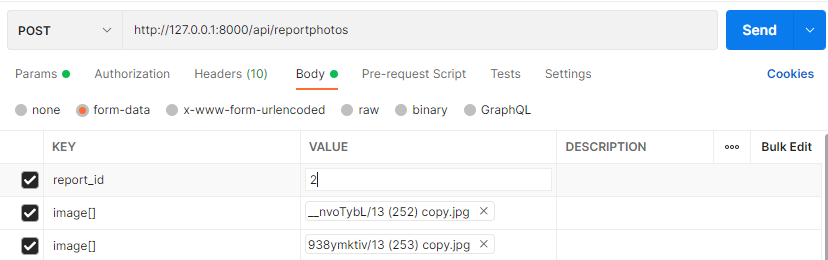 POST http://127.0.0.1:8000/api/reportphotos Send
Params Authorization Headers (10) Body Pre-request Script Tests Settings Cookies
none form-data x-www-form-urlencoded raw binary GraphQL
KEY VALUE DESCRIPTION ooo Bulk Edit
report_id 2
image[] __nvoTybL/13 (252) copy.jpg
image[] 938ymktiv/13 (253) copy.jpg